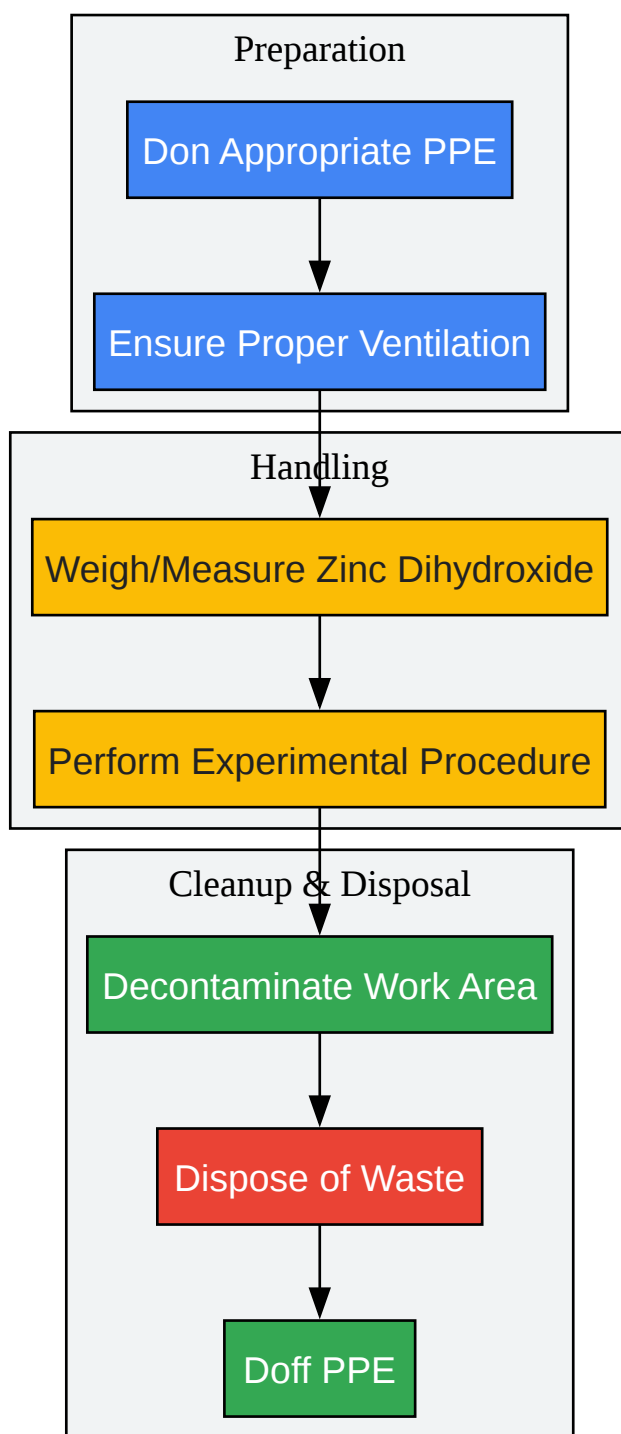 Preparation
Don Appropriate PPE
Ensure Proper Ventilation
Handling
Weigh/Measure Zinc Dihydroxide
Perform Experimental Procedure
Cleanup & Disposal
Decontaminate Work Area
Dispose of Waste
Doff PPE